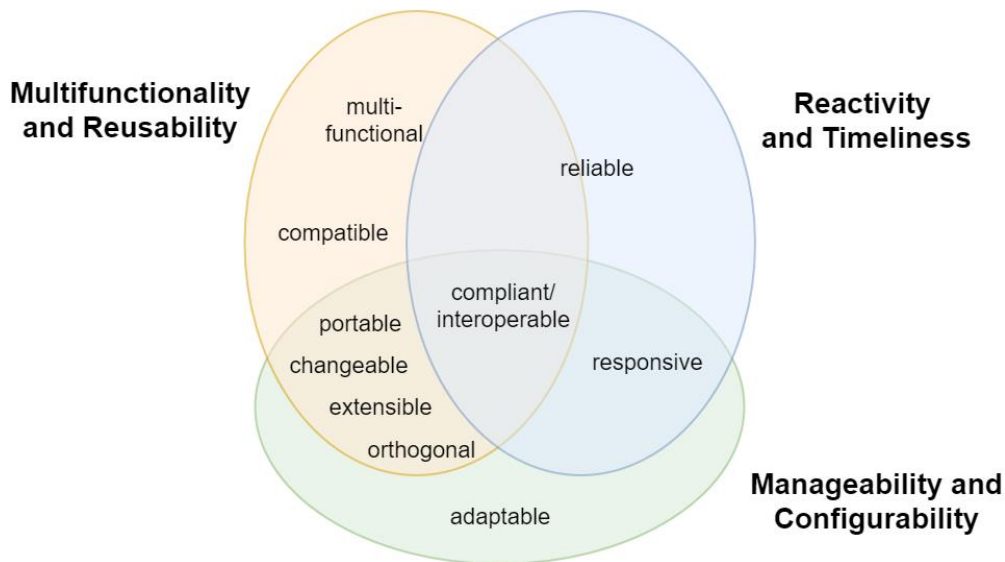 Multifunctionality
and Reusability
Reactivity
and Timeliness
multi-
functional
reliable
compatible
compliant/
interoperable
portable
changeable
responsive
extensible
orthogonal
adaptable
Manageability and
Configurability